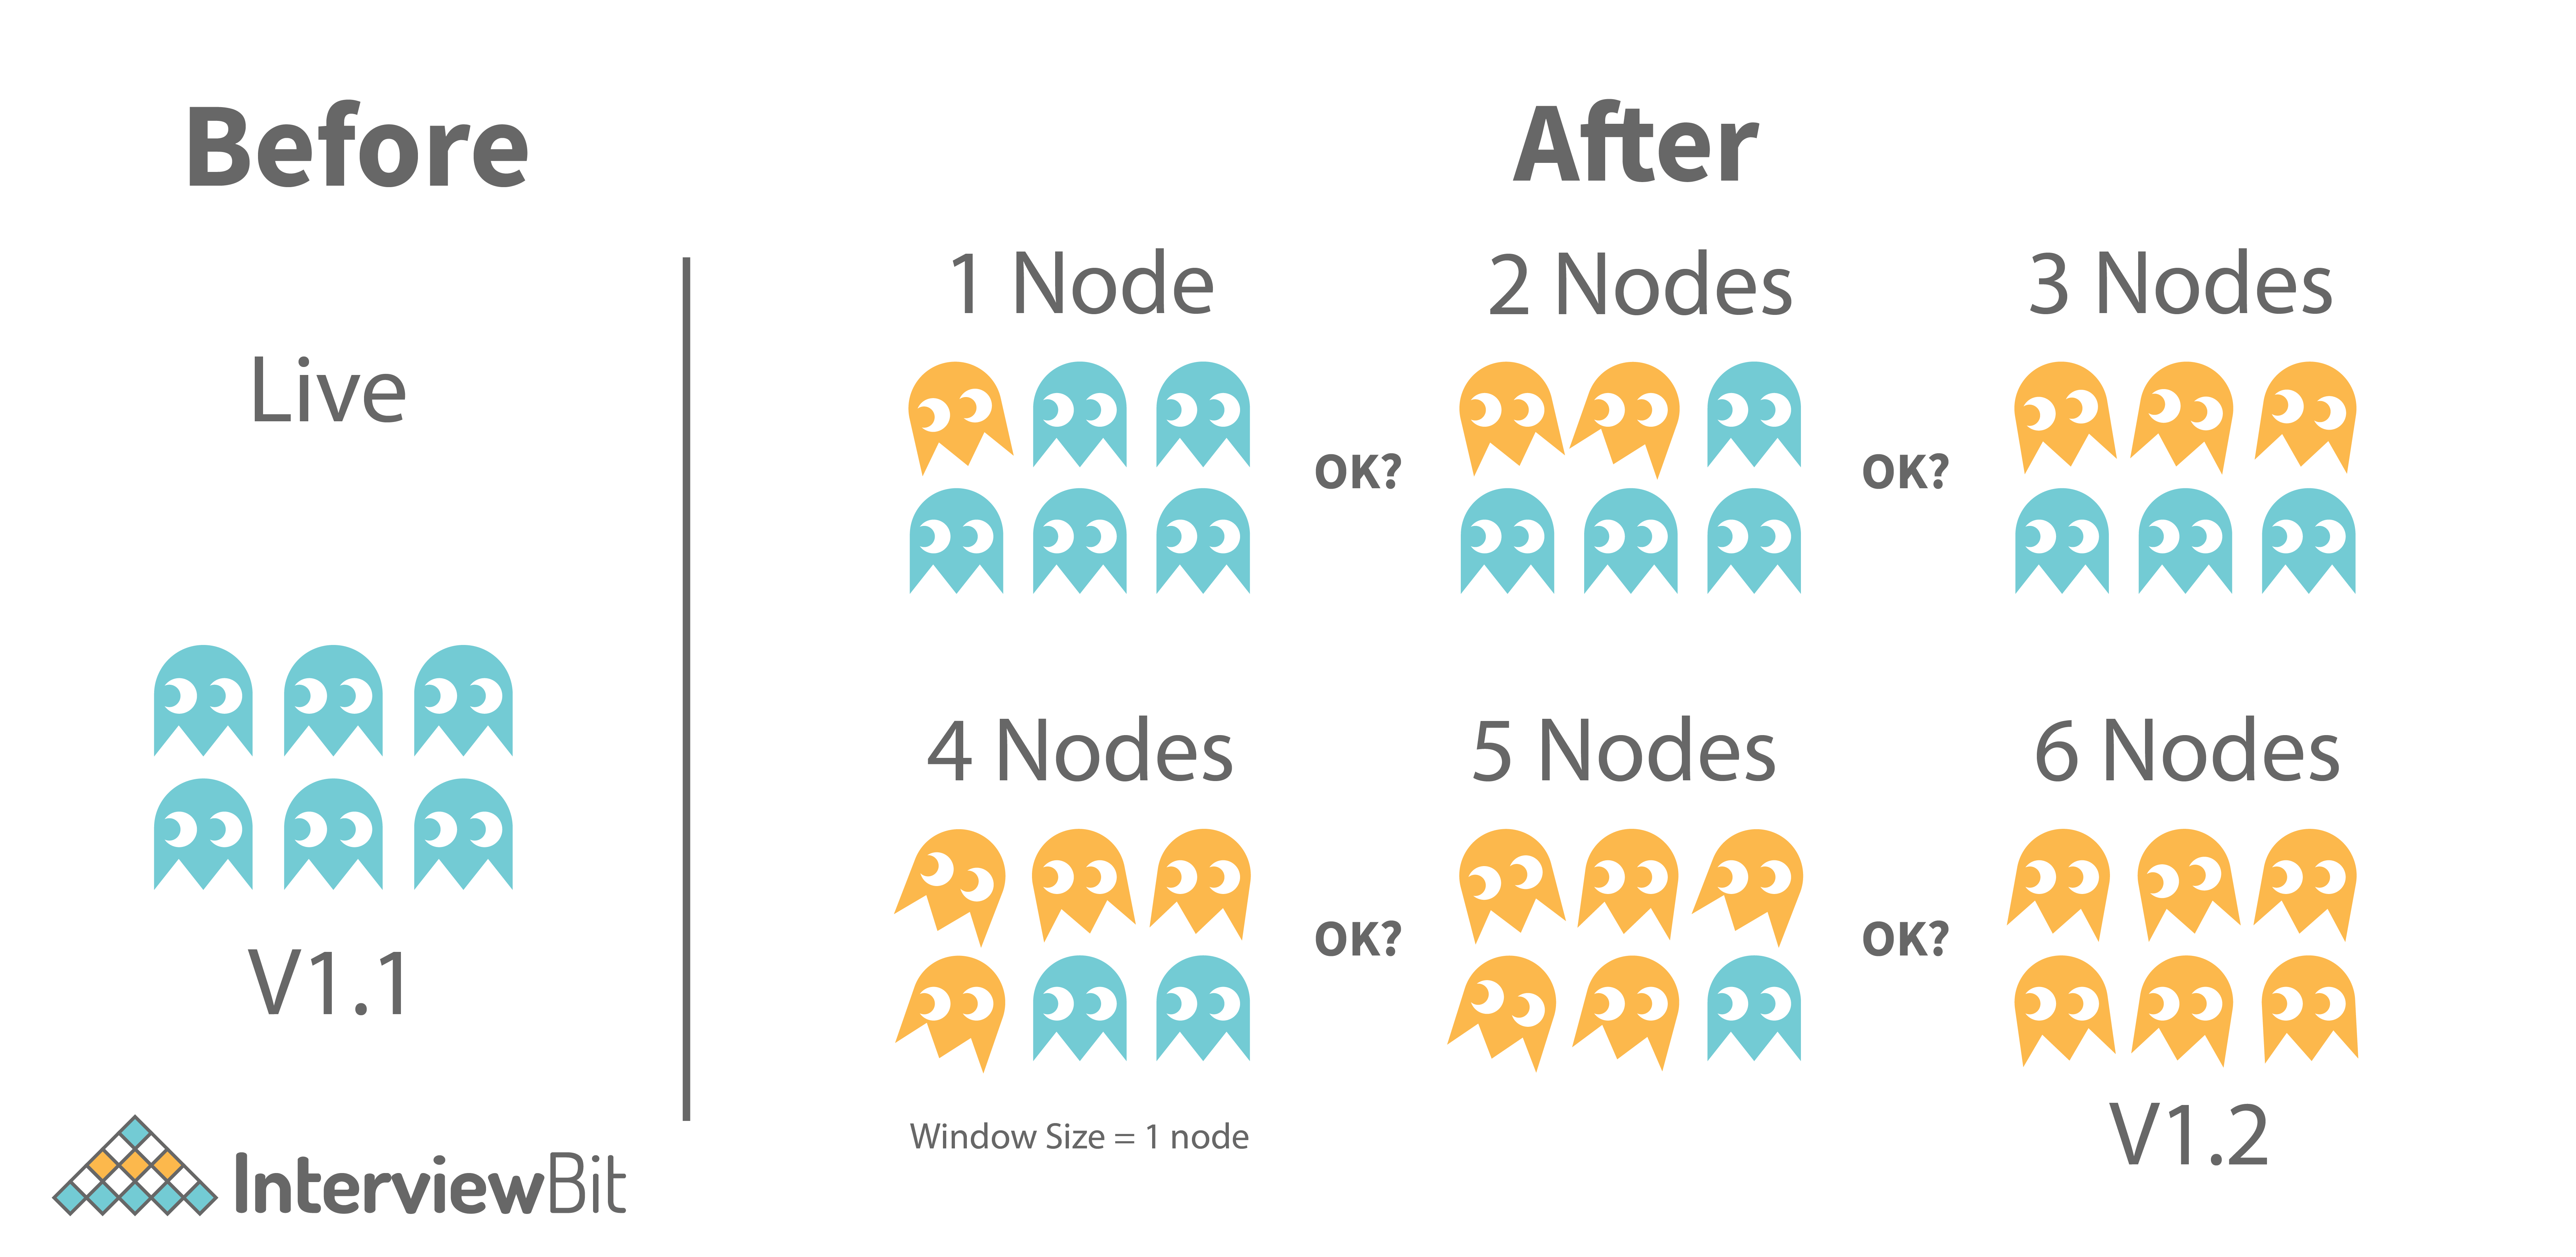 Before
Live
V1.1
InterviewBit
After
1 Node
2 Nodes
3 Nodes
OK?
OK?
4 Nodes
5 Nodes
6 Nodes
OK?
OK?
Window Size = 1 node
V1.2